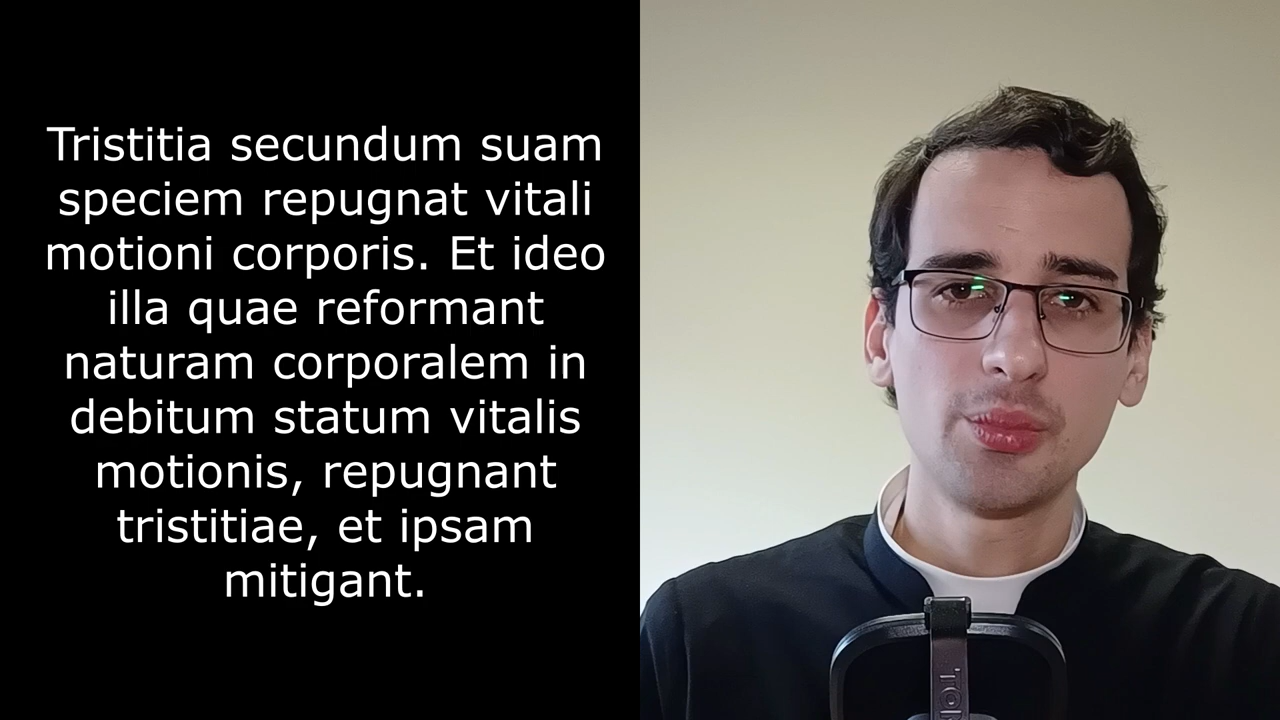 Tristitia secundum suam
speciem repugnat vitali
motioni corporis. Et ideo
illa quae reformant
naturam corporalem in
debitum statum vitalis
motionis, repugnant
tristitiae, et ipsam
mitigant.